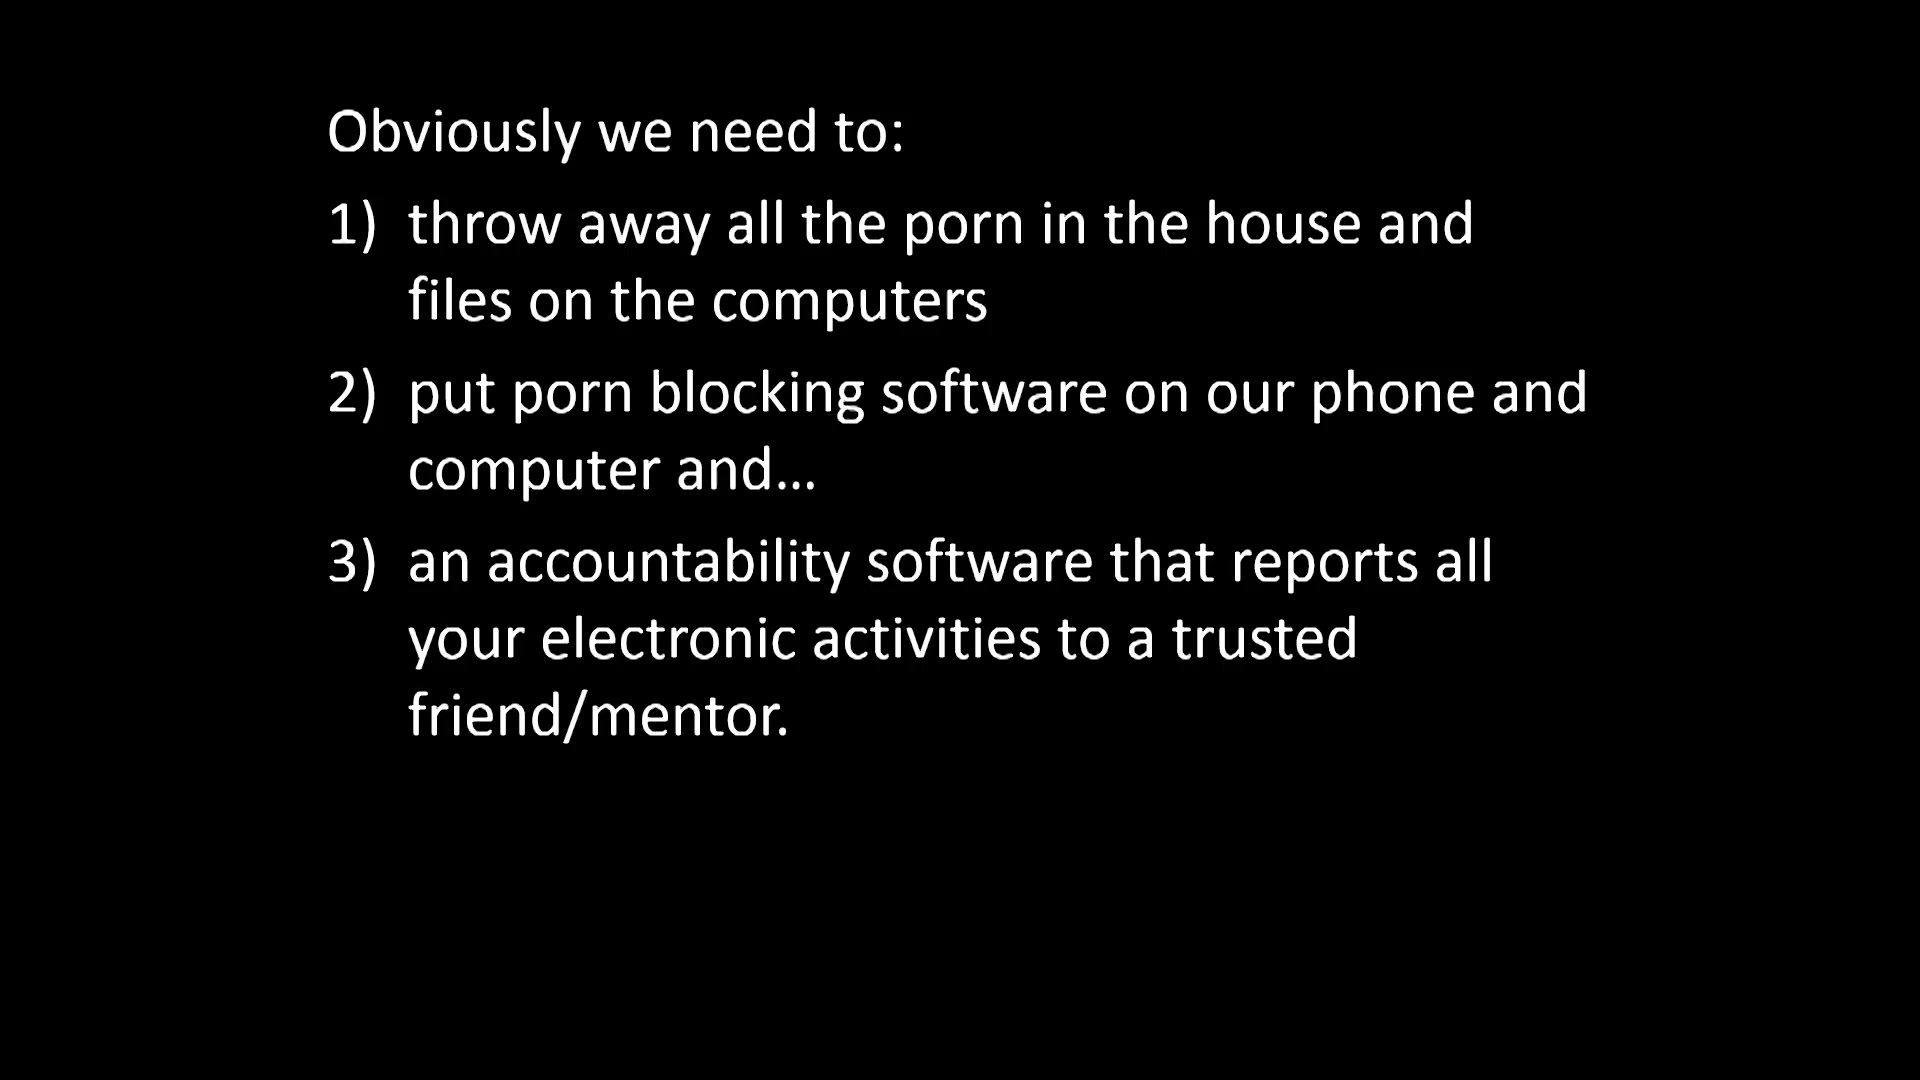 Obviously we need to:
1) throw away all the porn in the house and
files on the computers
2) put porn blocking software on our phone and
computer and...
3) an accountability software that reports all
your electronic activities to a trusted
friend/mentor.